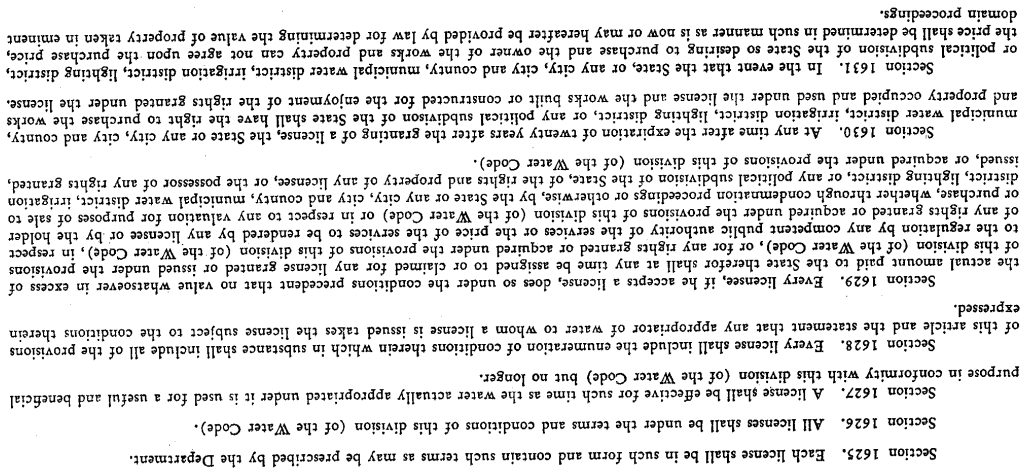 Section 1625. Each license shall be in such form and contain such terms as may be prescribed by the Department.
Section 1626. All licenses shall be under the terms and conditions of this division (of the Water Code).
Section 1627. A license shall be effective for such time as the water actually appropriated under it is used for a useful and beneficial
purpose in conformity with this division (of the Water Code) but no longer.
Section 1628. Every license shall include the enumeration of conditions therein which in substance shall include all of the provisions
of this article and the statement that any appropriator of water to whom a license is issued takes the license subject to the conditions therein
expressed.
Section 1629. Every licensee, if he accepts a license, does so under the conditions precedent that no value whatsoever in excess of
the actual amount paid to the State therefor shall at any time be assigned to or claimed for any license granted or issued under the provisions
of this division (of the Water Code), or for any rights granted or acquired under the provisions of this division (of the Water Code), in respect
to the regulation by any competent public authority of the services or the price of the services to be rendered by any licensee or by the holder
of any rights granted or acquired under the provisions of this division (of the Water Code) or in respect to any valuation for purposes of sale to
or purchase, whether through condemnation proceedings or otherwise, by the State or any city, city and county, municipal water district, irrigation
district, lighting district, or any political subdivision of the State, of the rights and property of any licensee, or the possessor of any rights granted,
issued, or acquired under the provisions of this division (of the Water Code).
Section 1630. At any time after the expiration of twenty years after the granting of a license, the State or any city, city and county,
municipal water district, irrigation district, lighting district, or any political subdivision of the State shall have the right to purchase the works
and property occupied and used under the license and the works built or constructed for the enjoyment of the rights granted under the license.
Section 1631. In the event that the State, or any city, city and county, municipal water district, irrigation district, lighting district,
or political subdivision of the State so desiring to purchase and the owner of the works and property can not agree upon the purchase price,
the price shall be determined in such manner as is now or may hereafter be provided by law for determining the value of property taken in eminent
domain proceedings.